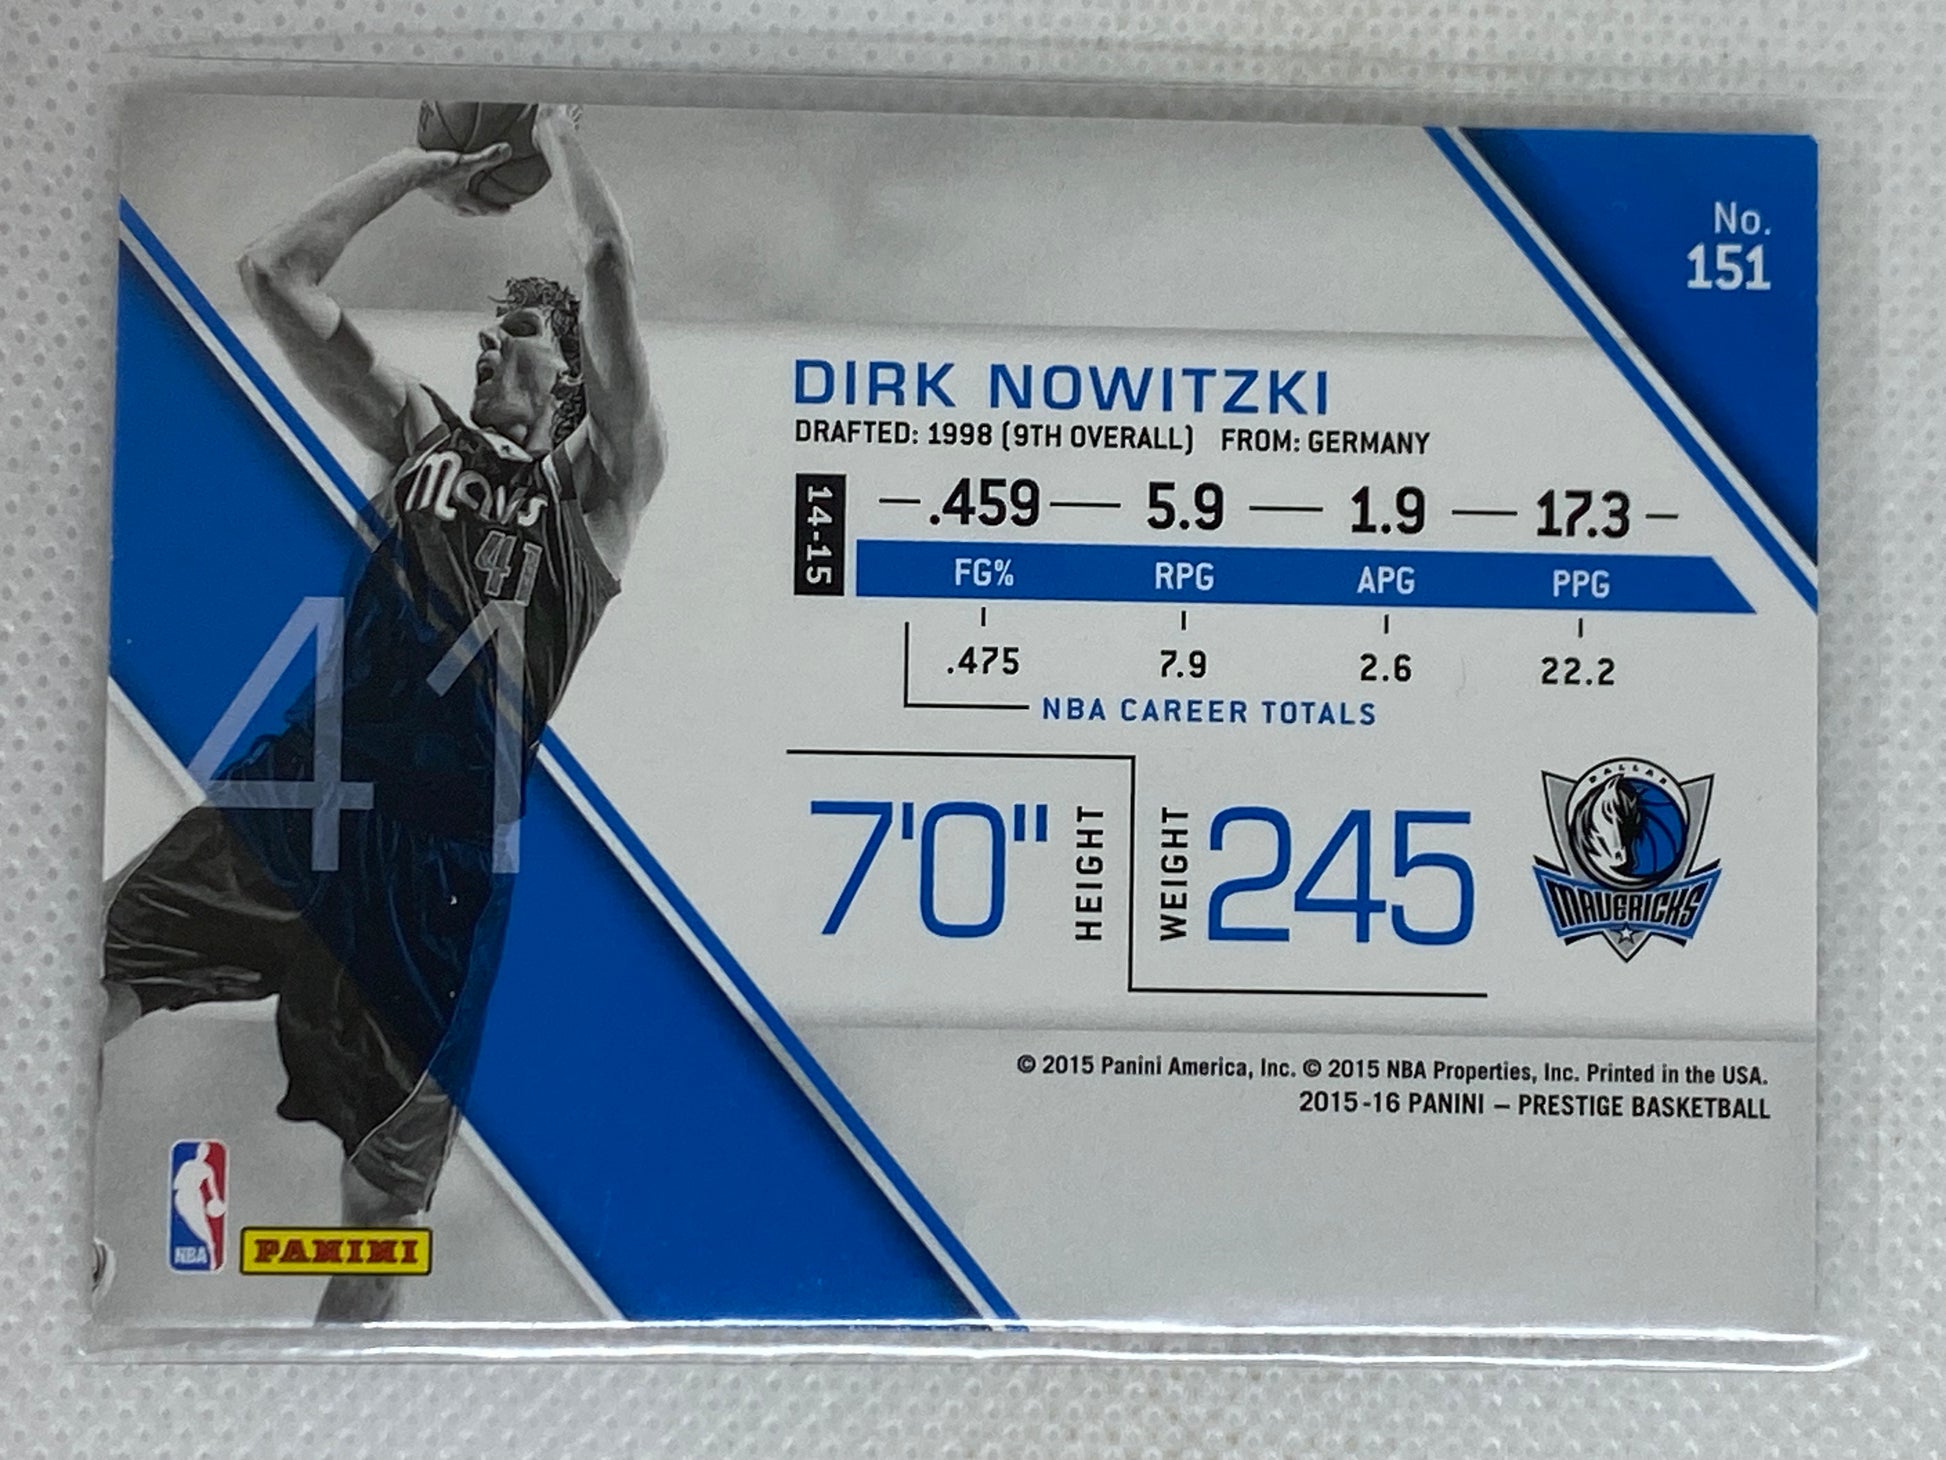 No.
151
DIRK NOWITZKI
DRAFTED: 1998 (9TH OVERALL) FROM: GERMANY
14-15
.459 5.9 1.9 17.3
FG% RPG APG PPG
.475 7.9 2.6 22.2
NBA CAREER TOTALS
7'0" HEIGHT WEIGHT 245
DALLAS
MAVERICKS
mavs
41
41
© 2015 Panini America, Inc. © 2015 NBA Properties, Inc. Printed in the USA.
2015-16 PANINI – PRESTIGE BASKETBALL
NBA
PANINI